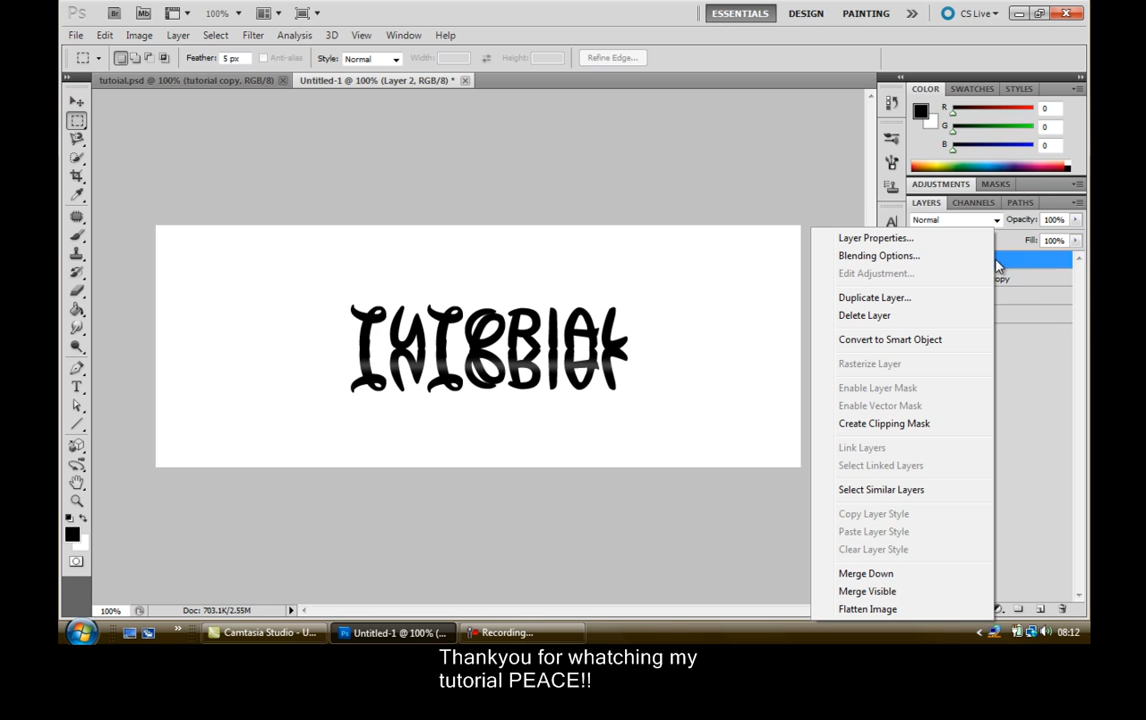 Ps Br Mb 100% ESSENTIALS DESIGN PAINTING CS Live
File Edit Image Layer Select Filter Analysis 3D View Window Help
Feather: 5 px Anti-alias Style: Normal Width: Height: Refine Edge...
tutoial.psd @ 100% (tutorial copy, RGB/8) Untitled-1 @ 100% (Layer 2, RGB/8) *
COLOR SWATCHES STYLES
R 0
G 0
B 0
ADJUSTMENTS MASKS
LAYERS CHANNELS PATHS
Normal Opacity: 100%
Fill: 100%
opy
Layer Properties...
Blending Options...
Edit Adjustment...
Duplicate Layer...
Delete Layer
Convert to Smart Object
Rasterize Layer
Enable Layer Mask
Enable Vector Mask
Create Clipping Mask
Link Layers
Select Linked Layers
Select Similar Layers
Copy Layer Style
Paste Layer Style
Clear Layer Style
Merge Down
Merge Visible
Flatten Image
TUTORIAL
100% Doc: 703.1K/2.55M
Camtasia Studio - U... Untitled-1 @ 100% (... Recording... 08:12
Thankyou for whatching my
tutorial PEACE!!